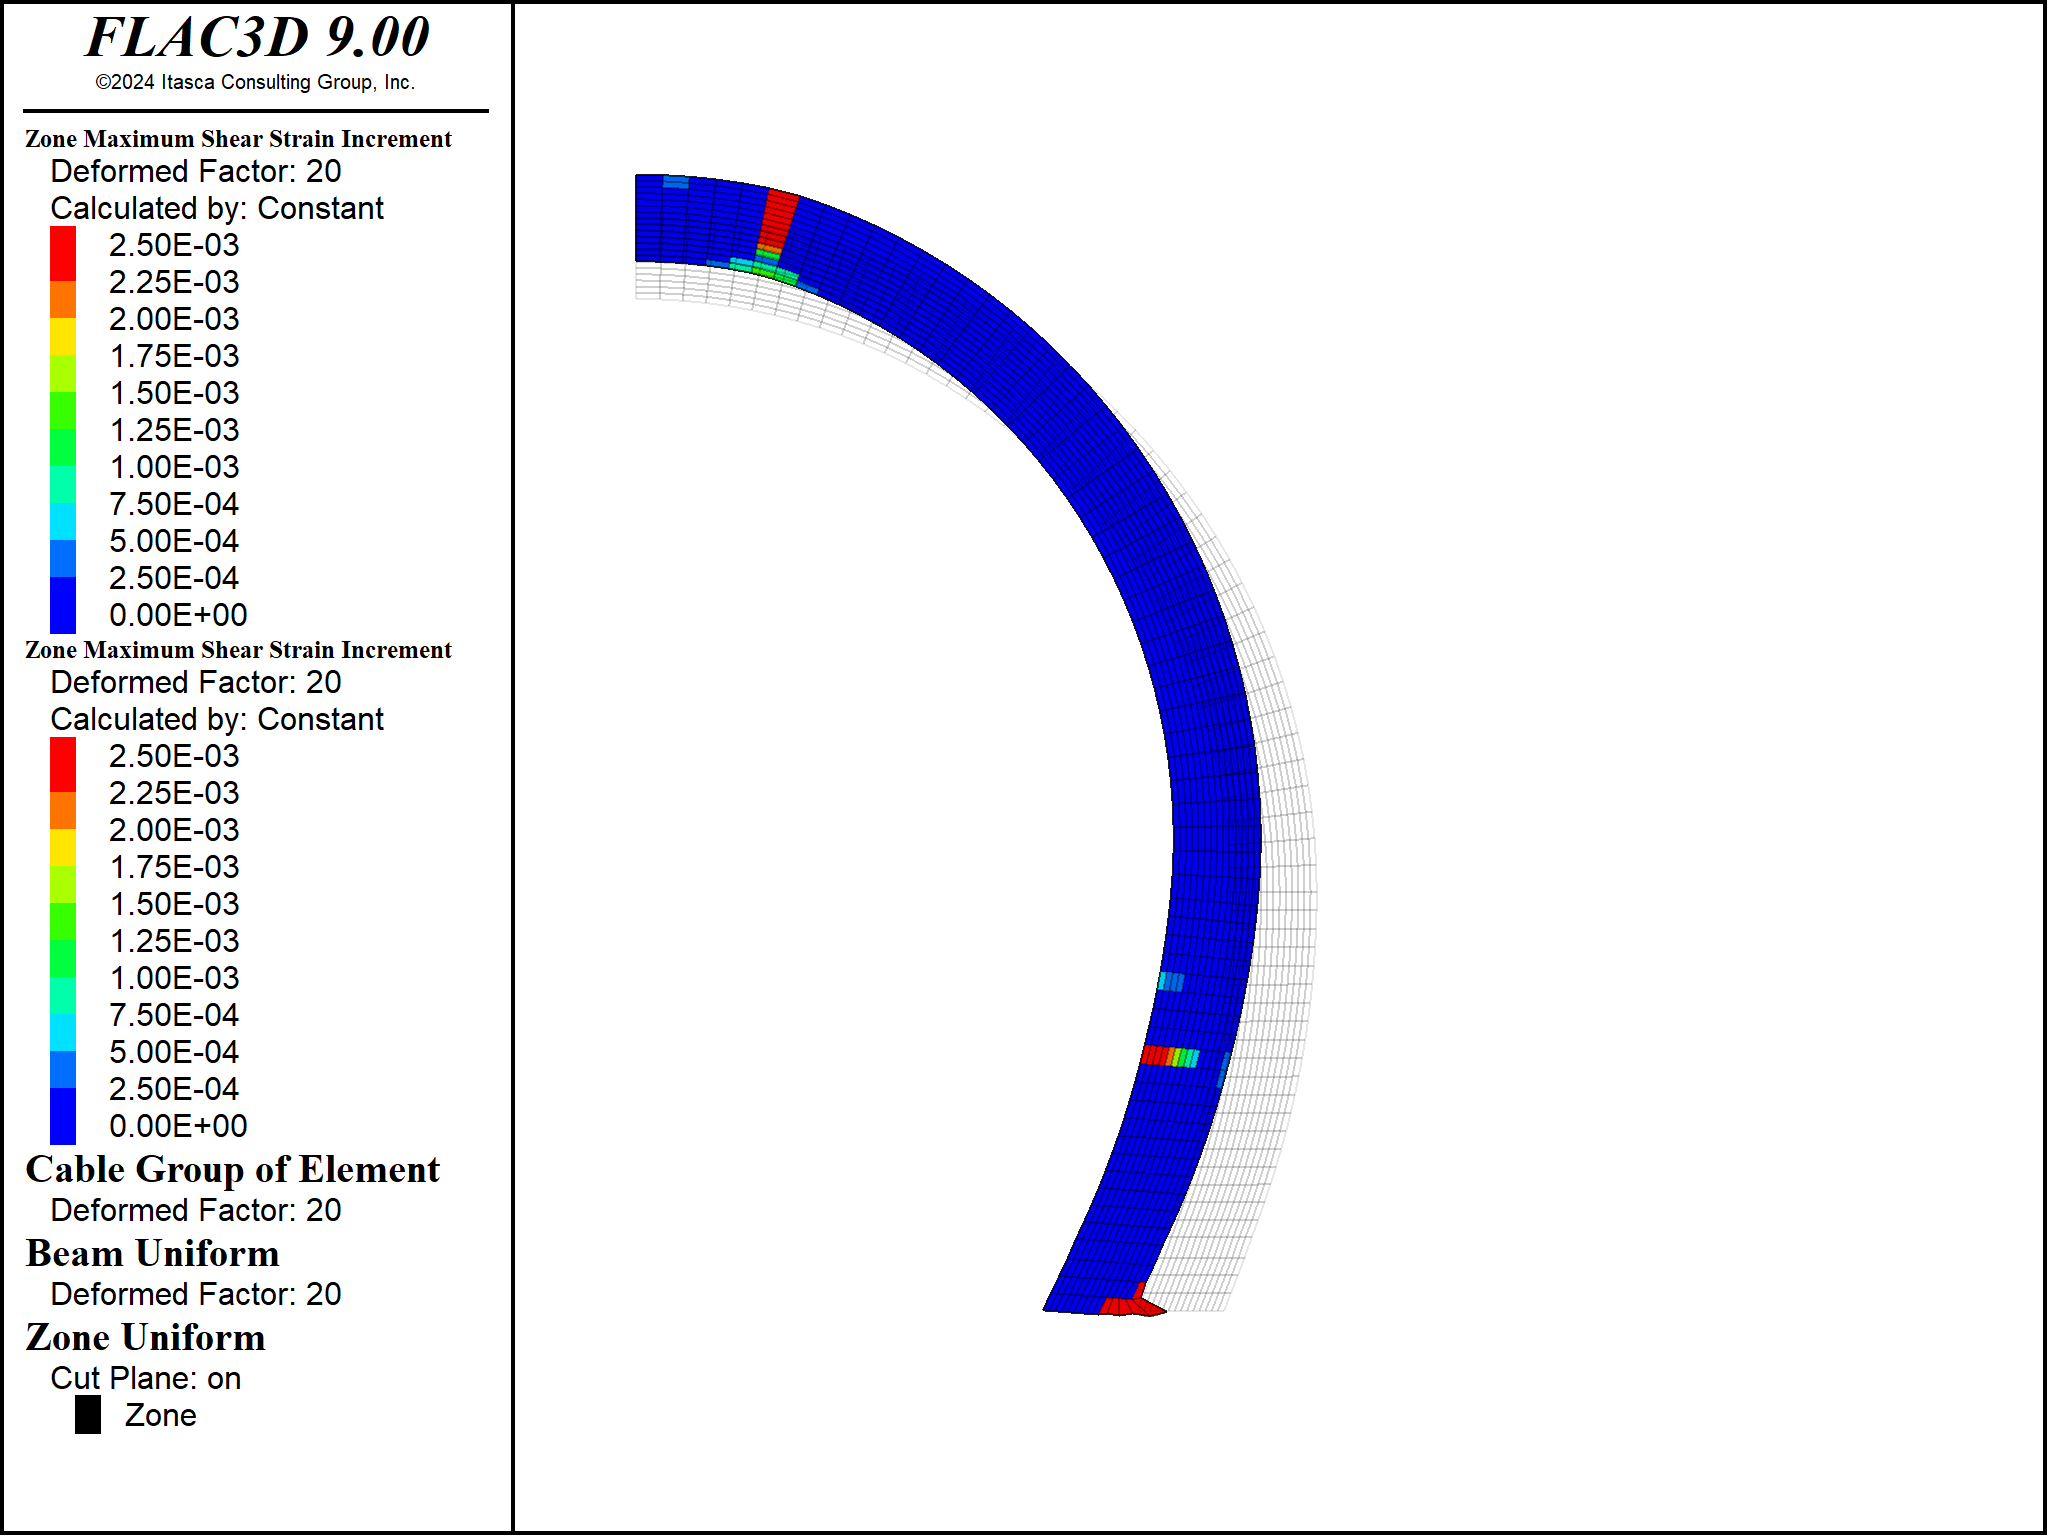 FLAC3D 9.00
©2024 Itasca Consulting Group, Inc.
Zone Maximum Shear Strain Increment
Deformed Factor: 20
Calculated by: Constant
2.50E-03
2.25E-03
2.00E-03
1.75E-03
1.50E-03
1.25E-03
1.00E-03
7.50E-04
5.00E-04
2.50E-04
0.00E+00
Zone Maximum Shear Strain Increment
Deformed Factor: 20
Calculated by: Constant
2.50E-03
2.25E-03
2.00E-03
1.75E-03
1.50E-03
1.25E-03
1.00E-03
7.50E-04
5.00E-04
2.50E-04
0.00E+00
Cable Group of Element
Deformed Factor: 20
Beam Uniform
Deformed Factor: 20
Zone Uniform
Cut Plane: on
Zone